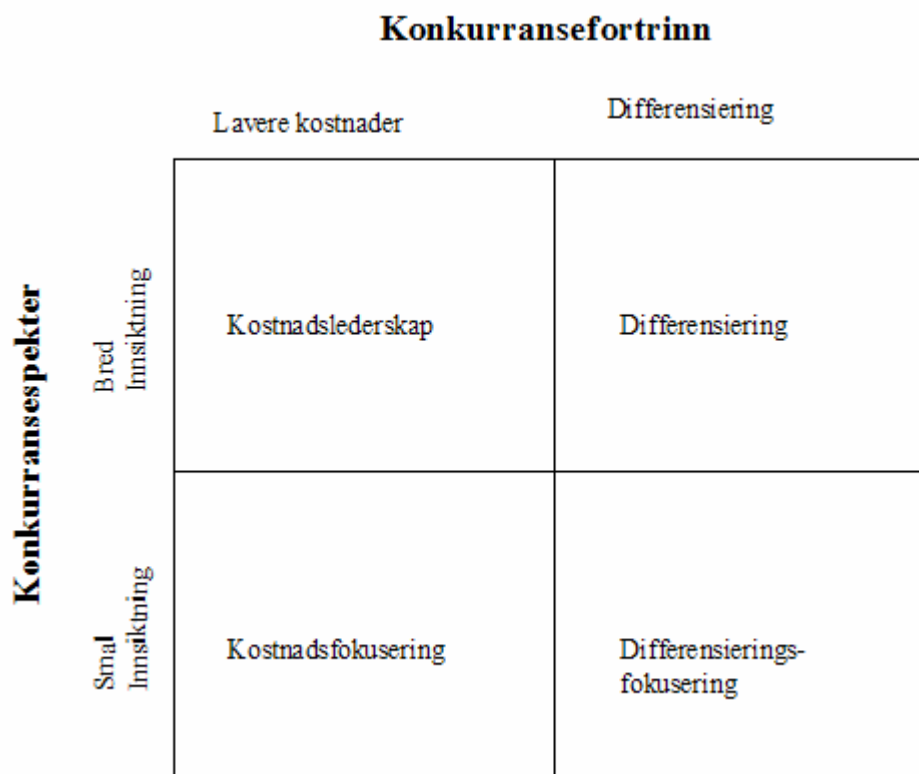 Konkurransefortrinn
Lavere kostnader
Differensiering
Konkurransespekter
Bred
Innsiktning
Kostnadslederskap
Differensiering
Smal
Innsiktning
Kostnadsfokusering
Differensierings-
fokusering